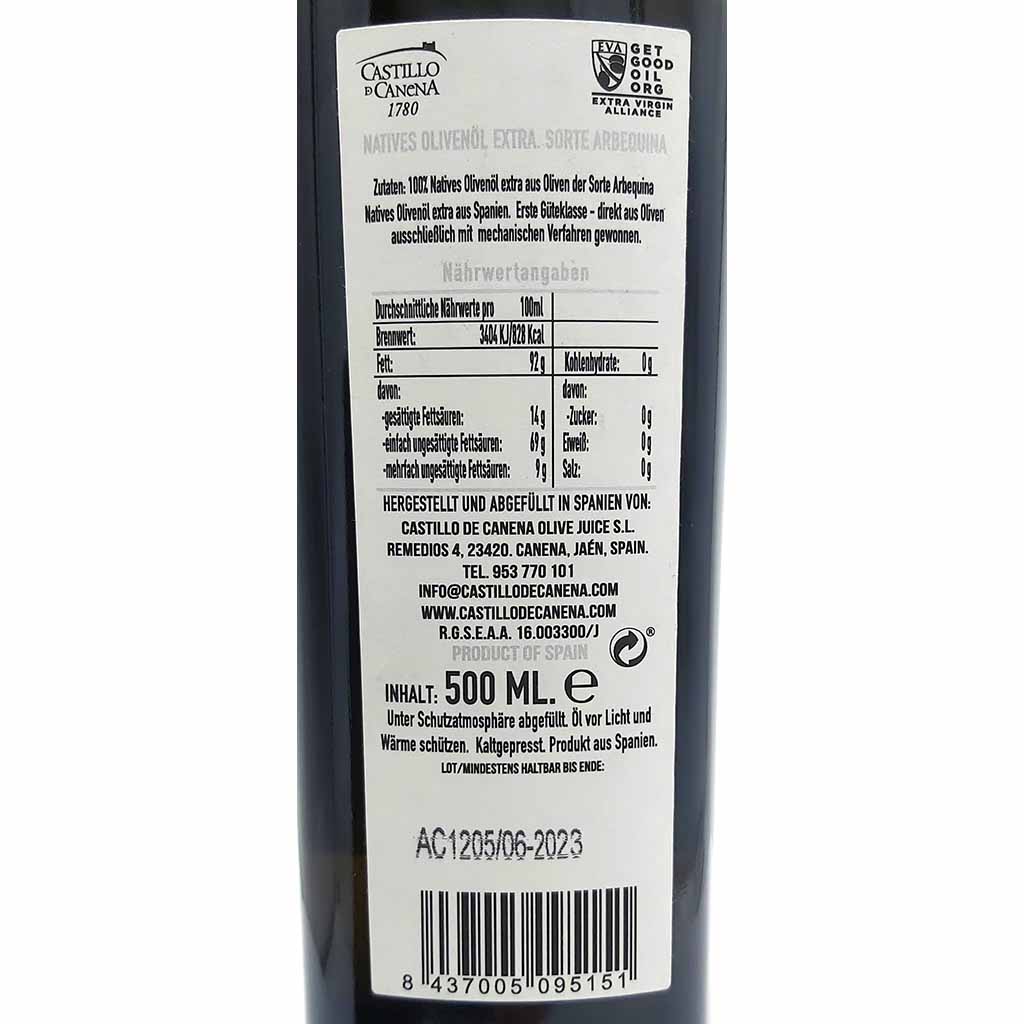 CASTILLO
D CANENA
1780
EVA
GET
GOOD
OIL
ORG
EXTRA VIRGIN
ALLIANCE
NATIVES OLIVENÖL EXTRA. SORTE ARBEQUINA
Zutaten: 100% Natives Olivenöl extra aus Oliven der Sorte Arbequina
Natives Olivenöl extra aus Spanien. Erste Güteklasse – direkt aus Oliven
ausschließlich mit mechanischen Verfahren gewonnen.
Nährwertangaben
Durchschnittliche Nährwerte pro 100ml
Brennwert: 3404 KJ/828 Kcal
Fett: 92 g Kohlenhydrate: 0 g
davon: davon:
-gesättigte Fettsäuren: 14 g -Zucker: 0 g
-einfach ungesättigte Fettsäuren: 69 g Eiweiß: 0 g
-mehrfach ungesättigte Fettsäuren: 9 g Salz: 0 g
HERGESTELLT UND ABGEFÜLLT IN SPANIEN VON:
CASTILLO DE CANENA OLIVE JUICE S.L.
REMEDIOS 4, 23420. CANENA, JAÉN, SPAIN.
TEL. 953 770 101
INFO@CASTILLODECANENA.COM
WWW.CASTILLODECANENA.COM
R.G.S.E.A.A. 16.003300/J
PRODUCT OF SPAIN ®
INHALT: 500 ML. e
Unter Schutzatmosphäre abgefüllt. Öl vor Licht und
Wärme schützen. Kaltgepresst. Produkt aus Spanien.
LOT/MINDESTENS HALTBAR BIS ENDE:
AC1205/06-2023
8 437005 095151